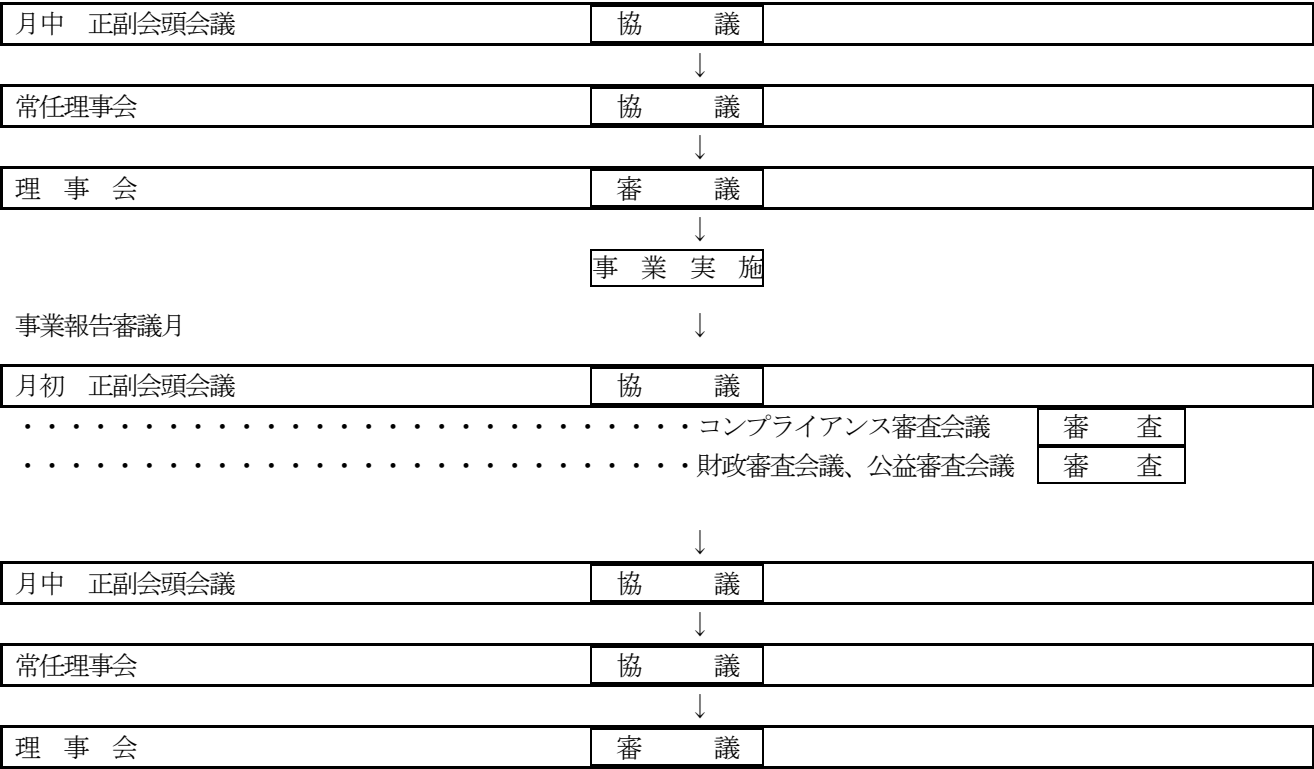 月中　正副会頭会議　協　　議
↓
常任理事会　協　　議
↓
理　事　会　審　　議
↓
事　業　実　施
事業報告審議月　↓
月初　正副会頭会議　協　　議
・・・・・・・・・・・・・・・・・・・・・・・・・・・・コンプライアンス審査会議　審　　査
・・・・・・・・・・・・・・・・・・・・・・・・・・・・財政審査会議、公益審査会議　審　　査
↓
月中　正副会頭会議　協　　議
↓
常任理事会　協　　議
↓
理　事　会　審　　議